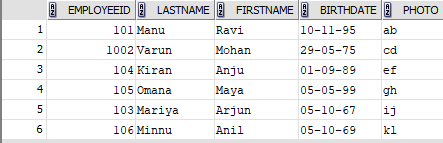 EMPLOYEEID LASTNAME FIRSTNAME BIRTHDATE PHOTO
1 101 Manu Ravi 10-11-95 ab
2 1002 Varun Mohan 29-05-75 cd
3 104 Kiran Anju 01-09-89 ef
4 105 Omana Maya 05-05-99 gh
5 103 Mariya Arjun 05-10-67 ij
6 106 Minnu Anil 05-10-69 kl